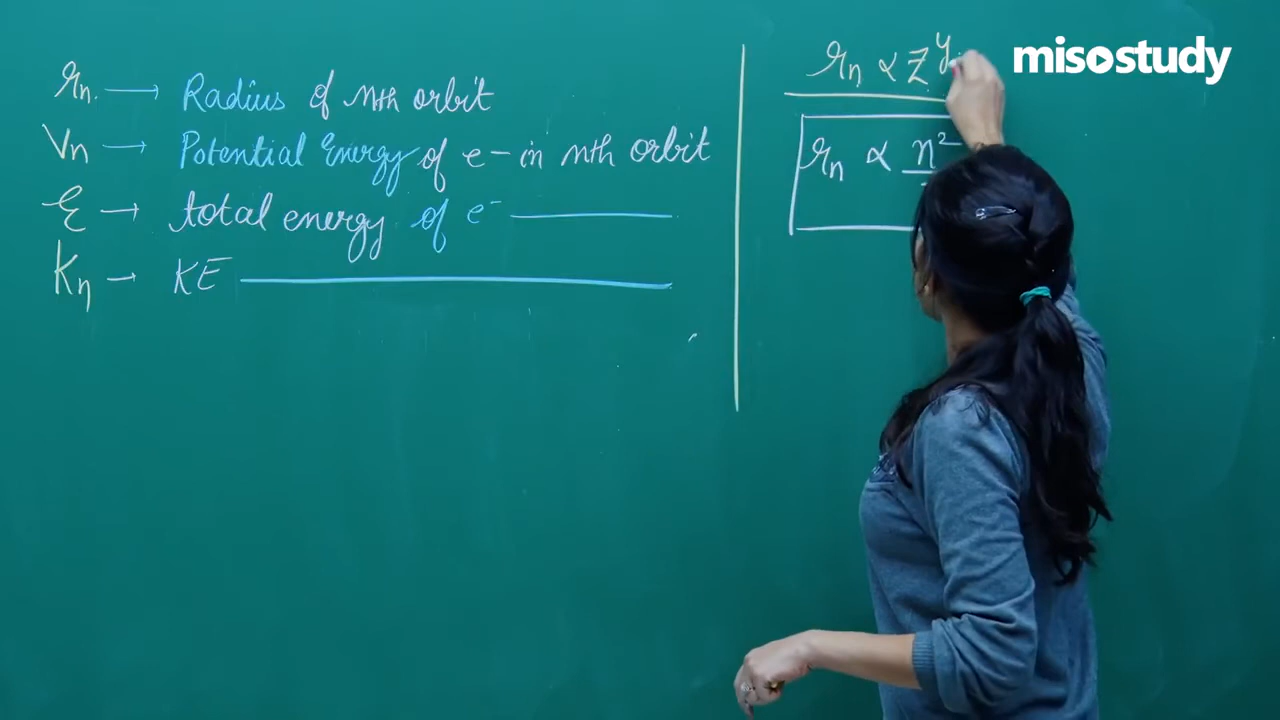 rn. → Radius of nth orbit
Vn → Potential Energy of e- in nth orbit
E → total energy of e-
Kn → KE
rn ∝ Z^y
rn ∝ n²
misostudy